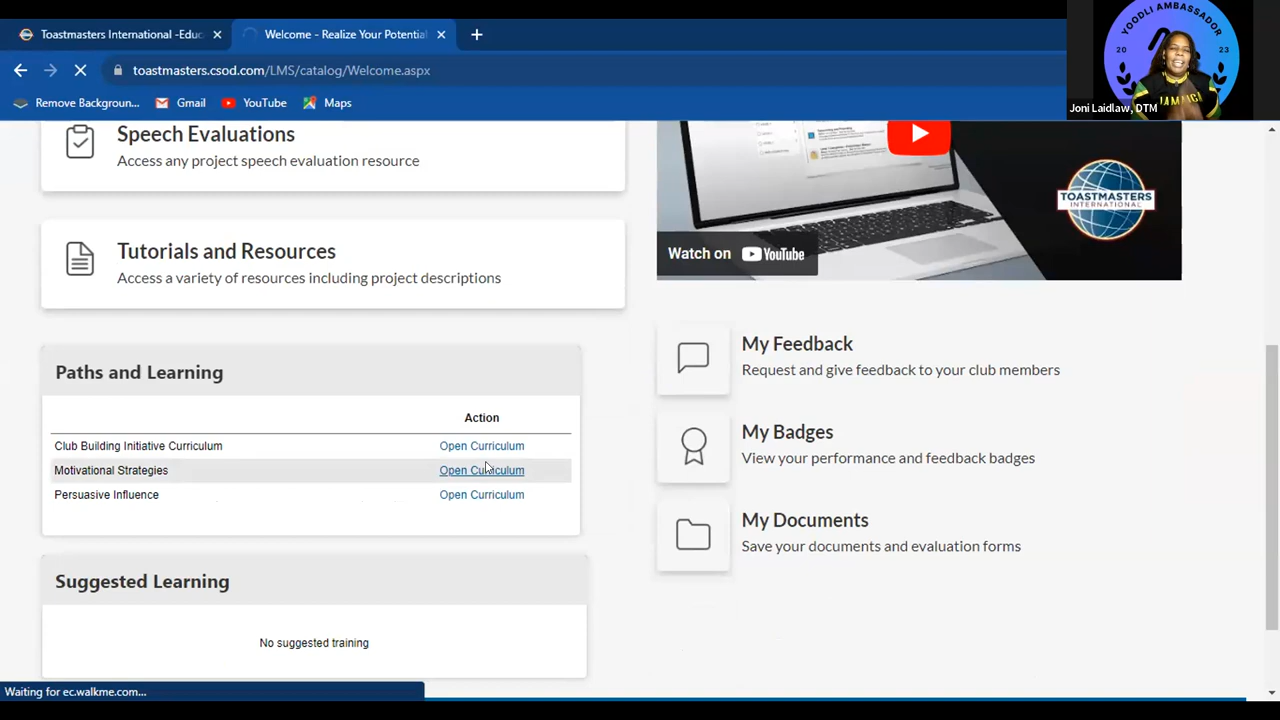 Toastmasters International -Educ
Welcome - Realize Your Potential
toastmasters.csod.com/LMS/catalog/Welcome.aspx
Remove Backgroun...
Gmail
YouTube
Maps
YOODLI AMBASSADOR
20 23
JAMAICA
Joni Laidlaw, DTM
Speech Evaluations
Access any project speech evaluation resource
Tutorials and Resources
Access a variety of resources including project descriptions
TOASTMASTERS
INTERNATIONAL
Watch on YouTube
Paths and Learning
Action
Club Building Initiative Curriculum Open Curriculum
Motivational Strategies Open Curriculum
Persuasive Influence Open Curriculum
My Feedback
Request and give feedback to your club members
My Badges
View your performance and feedback badges
My Documents
Save your documents and evaluation forms
Suggested Learning
No suggested training
Waiting for ec.walkme.com...